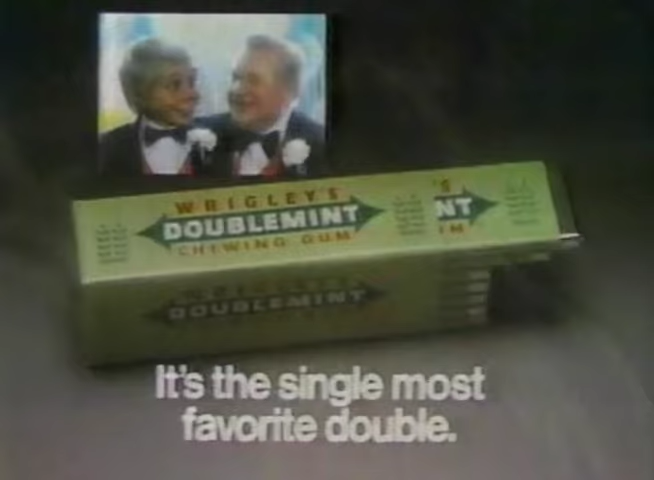 WRIGLEY'S
DOUBLEMINT
CHEWING GUM
'S
NT
DOUBLEMINT
It's the single most
favorite double.